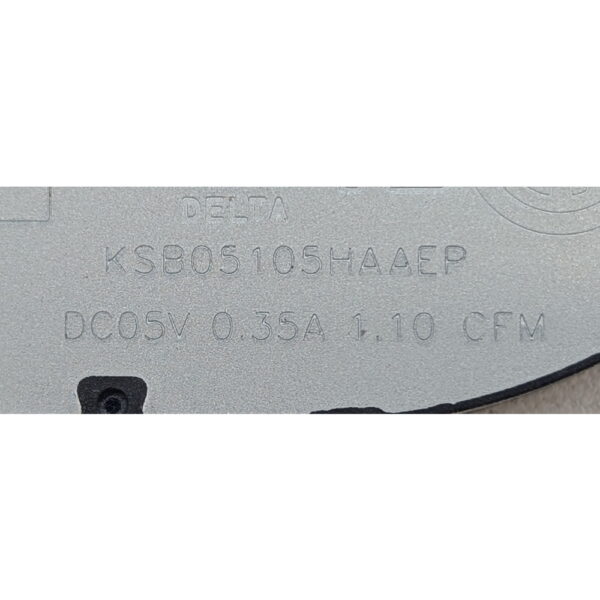 DELTA
KSB05105HAAEP
DC05V 0.35A 1.10 CFM